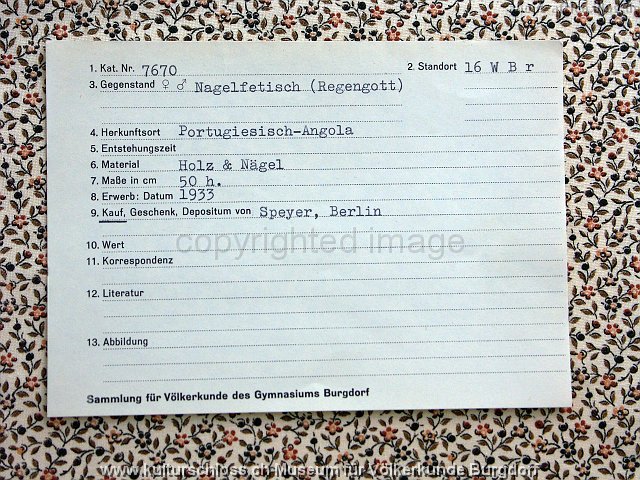 1. Kat. Nr. 7670 2. Standort 16 W B r
3. Gegenstand ♀ ♂ Nagelfetisch (Regengott)
4. Herkunftsort Portugiesisch-Angola
5. Entstehungszeit
6. Material Holz & Nägel
7. Maße in cm 50 h.
8. Erwerb: Datum 1933
9. Kauf, Geschenk, Depositum von Speyer, Berlin
10. Wert
copyrighted image
11. Korrespondenz
12. Literatur
13. Abbildung
Sammlung für Völkerkunde des Gymnasiums Burgdorf
www.kulturschloss.ch-Museum für Völkerkunde Burgdorf